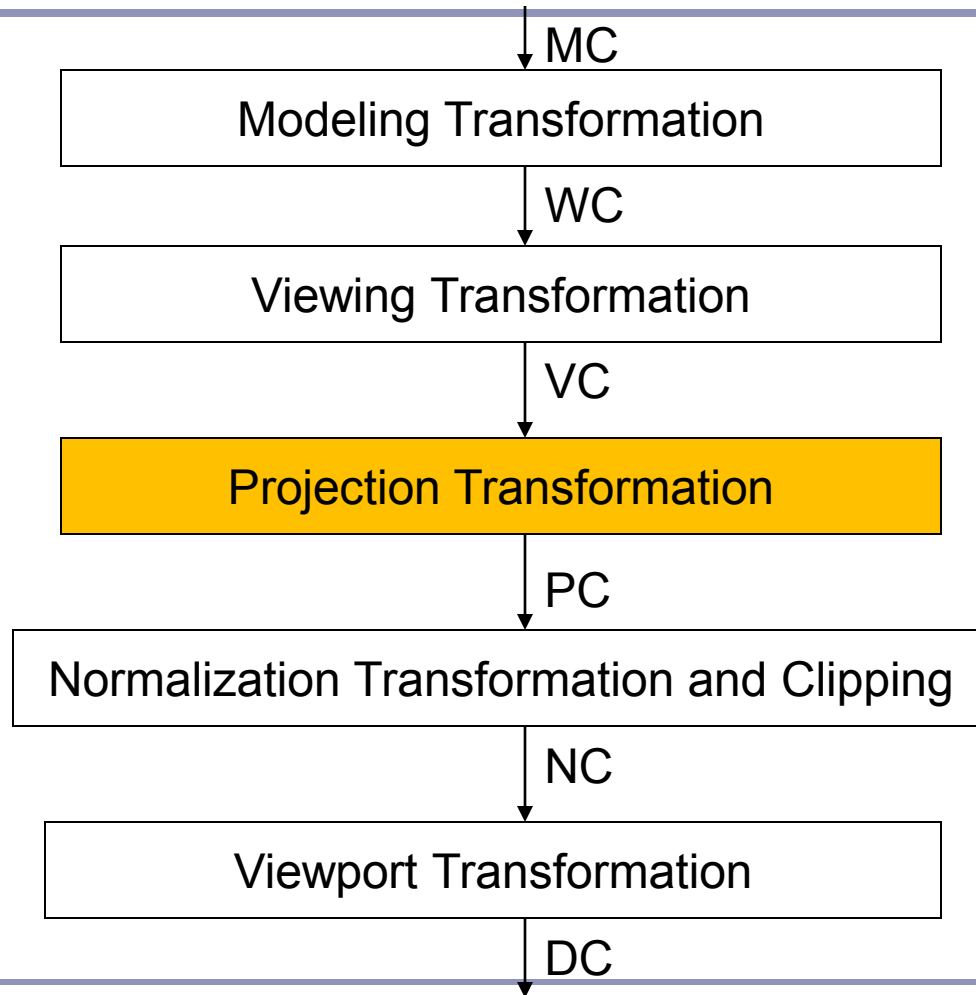 MC
Modeling Transformation
WC
Viewing Transformation
VC
Projection Transformation
PC
Normalization Transformation and Clipping
NC
Viewport Transformation
DC